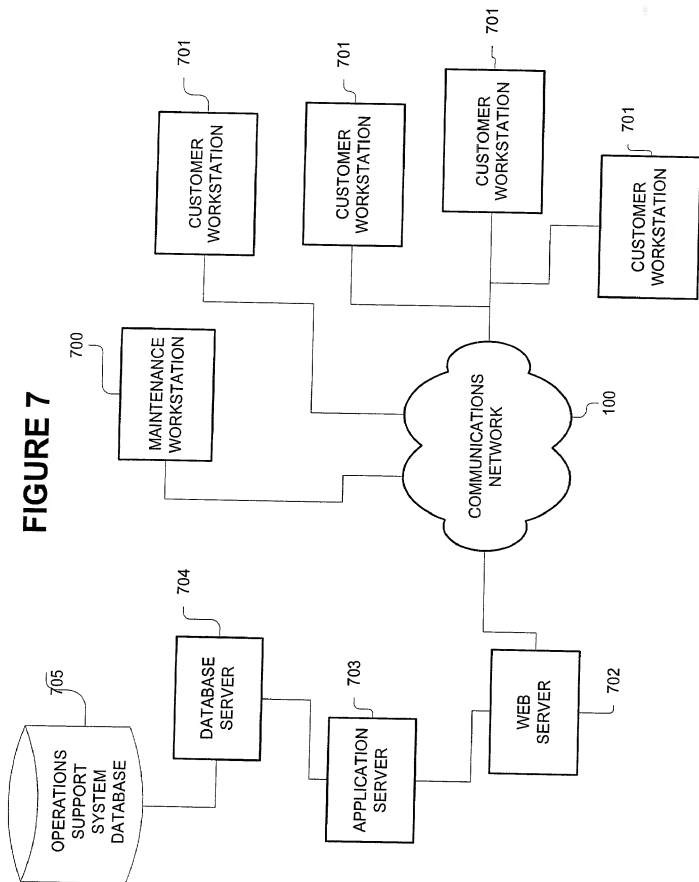 FIGURE 7
OPERATIONS
SUPPORT
SYSTEM
DATABASE
705
DATABASE
SERVER
704
APPLICATION
SERVER
703
WEB
SERVER
702
MAINTENANCE
WORKSTATION
700
COMMUNICATIONS
NETWORK
100
CUSTOMER
WORKSTATION
701
CUSTOMER
WORKSTATION
701
CUSTOMER
WORKSTATION
701
CUSTOMER
WORKSTATION
701